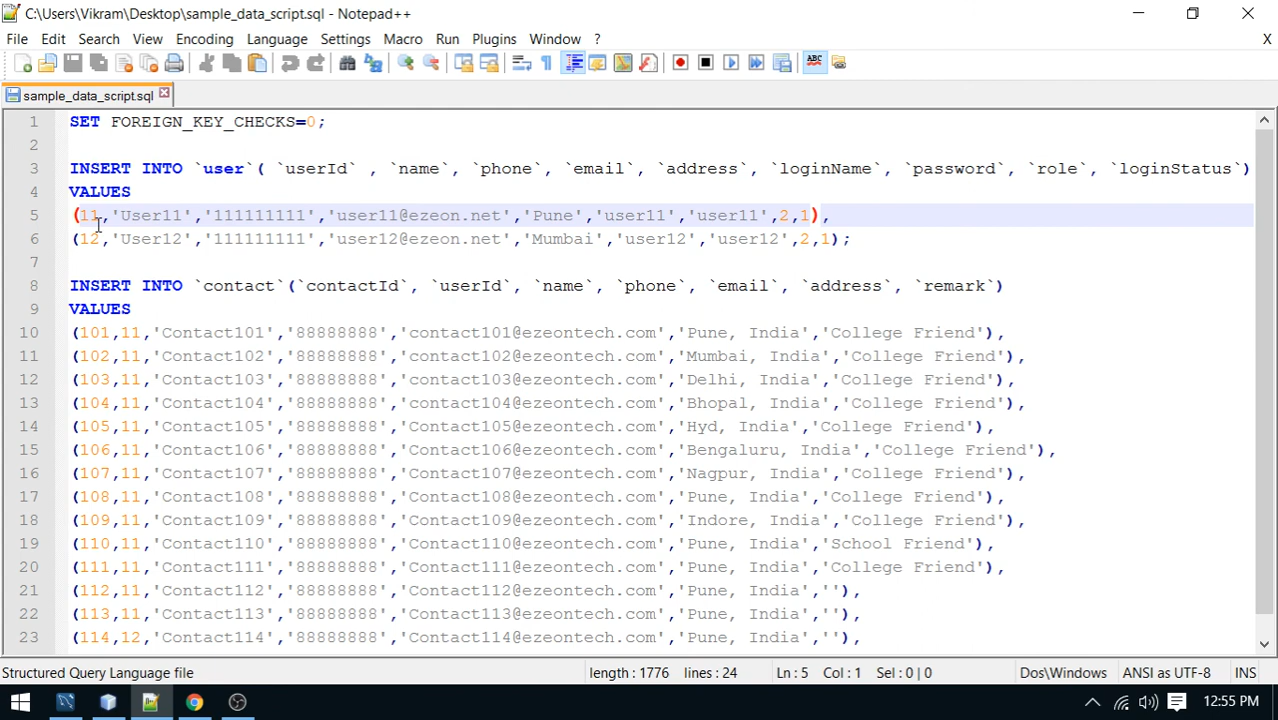 C:\Users\Vikram\Desktop\sample_data_script.sql - Notepad++
File Edit Search View Encoding Language Settings Macro Run Plugins Window ? X
ABC
sample_data_script.sql
1 SET FOREIGN_KEY_CHECKS=0;
2
3 INSERT INTO `user`( `userId` , `name`, `phone`, `email`, `address`, `loginName`, `password`, `role`, `loginStatus`)
4 VALUES
5 (11,'User11','111111111','user11@ezeon.net','Pune','user11','user11',2,1),
6 (12,'User12','111111111','user12@ezeon.net','Mumbai','user12','user12',2,1);
7
8 INSERT INTO `contact`(`contactId`, `userId`, `name`, `phone`, `email`, `address`, `remark`)
9 VALUES
10 (101,11,'Contact101','88888888','contact101@ezeontech.com','Pune, India','College Friend'),
11 (102,11,'Contact102','88888888','contact102@ezeontech.com','Mumbai, India','College Friend'),
12 (103,11,'Contact103','88888888','contact103@ezeontech.com','Delhi, India','College Friend'),
13 (104,11,'Contact104','88888888','Contact104@ezeontech.com','Bhopal, India','College Friend'),
14 (105,11,'Contact105','88888888','Contact105@ezeontech.com','Hyd, India','College Friend'),
15 (106,11,'Contact106','88888888','Contact106@ezeontech.com','Bengaluru, India','College Friend'),
16 (107,11,'Contact107','88888888','Contact107@ezeontech.com','Nagpur, India','College Friend'),
17 (108,11,'Contact108','88888888','Contact108@ezeontech.com','Pune, India','College Friend'),
18 (109,11,'Contact109','88888888','Contact109@ezeontech.com','Indore, India','College Friend'),
19 (110,11,'Contact110','88888888','Contact110@ezeontech.com','Pune, India','School Friend'),
20 (111,11,'Contact111','88888888','Contact111@ezeontech.com','Pune, India','College Friend'),
21 (112,11,'Contact112','88888888','Contact112@ezeontech.com','Pune, India',''),
22 (113,11,'Contact113','88888888','Contact113@ezeontech.com','Pune, India',''),
23 (114,12,'Contact114','88888888','Contact114@ezeontech.com','Pune, India',''),
Structured Query Language file length : 1776 lines : 24 Ln : 5 Col : 1 Sel : 0 | 0 Dos\Windows ANSI as UTF-8 INS
12:55 PM